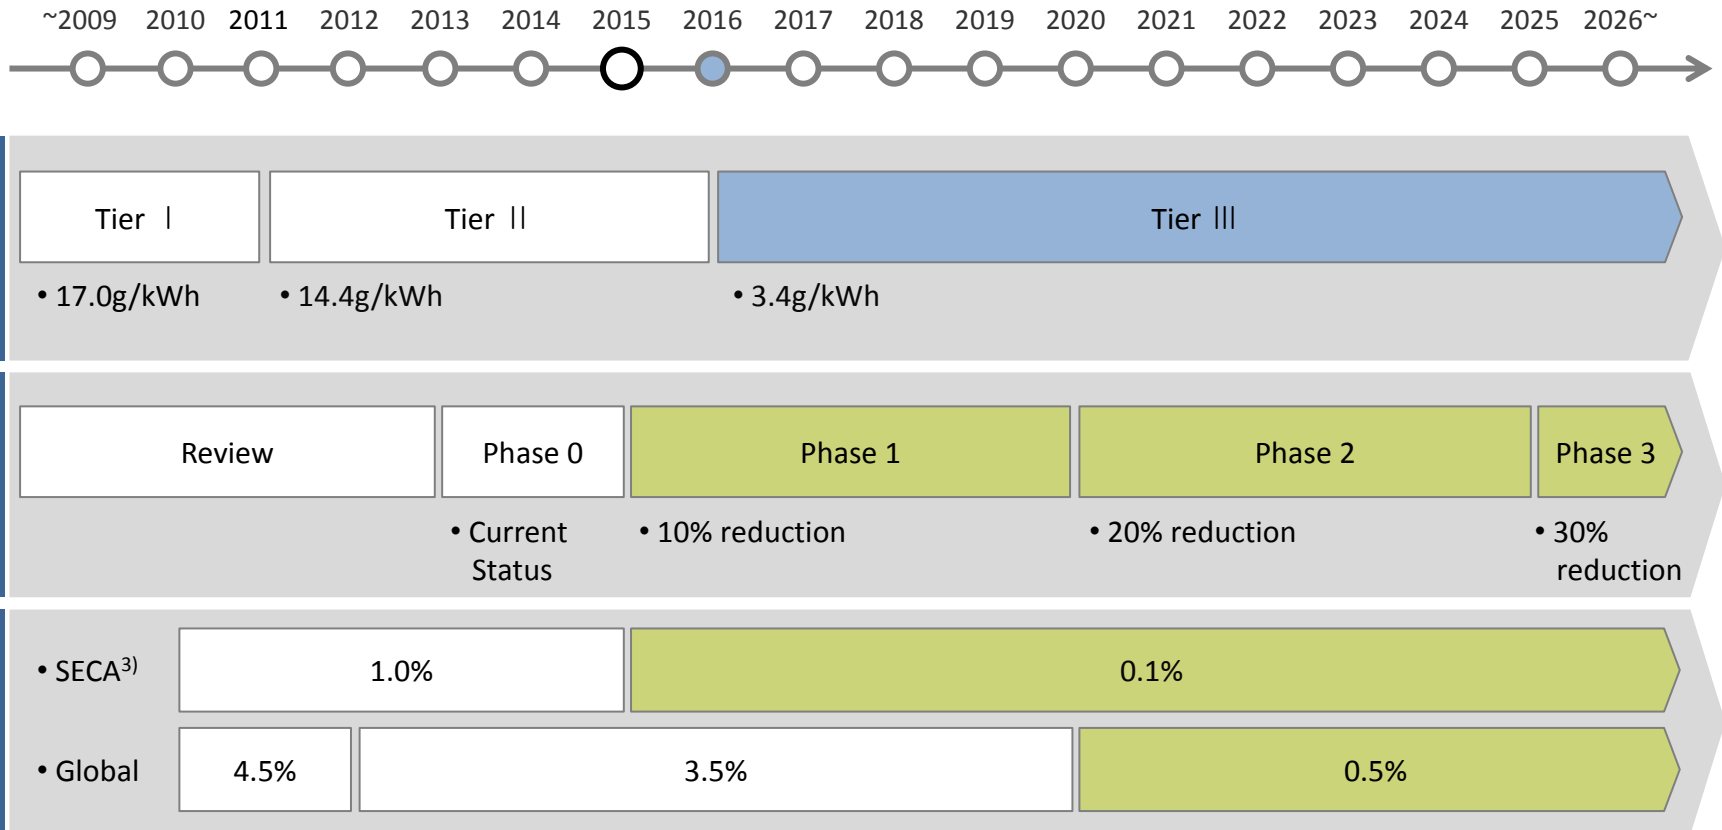 ~2009 2010 2011 2012 2013 2014 2015 2016 2017 2018 2019 2020 2021 2022 2023 2024 2025 2026~
Tier Ⅰ Tier Ⅱ Tier Ⅲ
• 17.0g/kWh • 14.4g/kWh • 3.4g/kWh
Review Phase 0 Phase 1 Phase 2 Phase 3
• Current • 10% reduction • 20% reduction • 30%
Status reduction
• SECA3) 1.0% 0.1%
• Global 4.5% 3.5% 0.5%